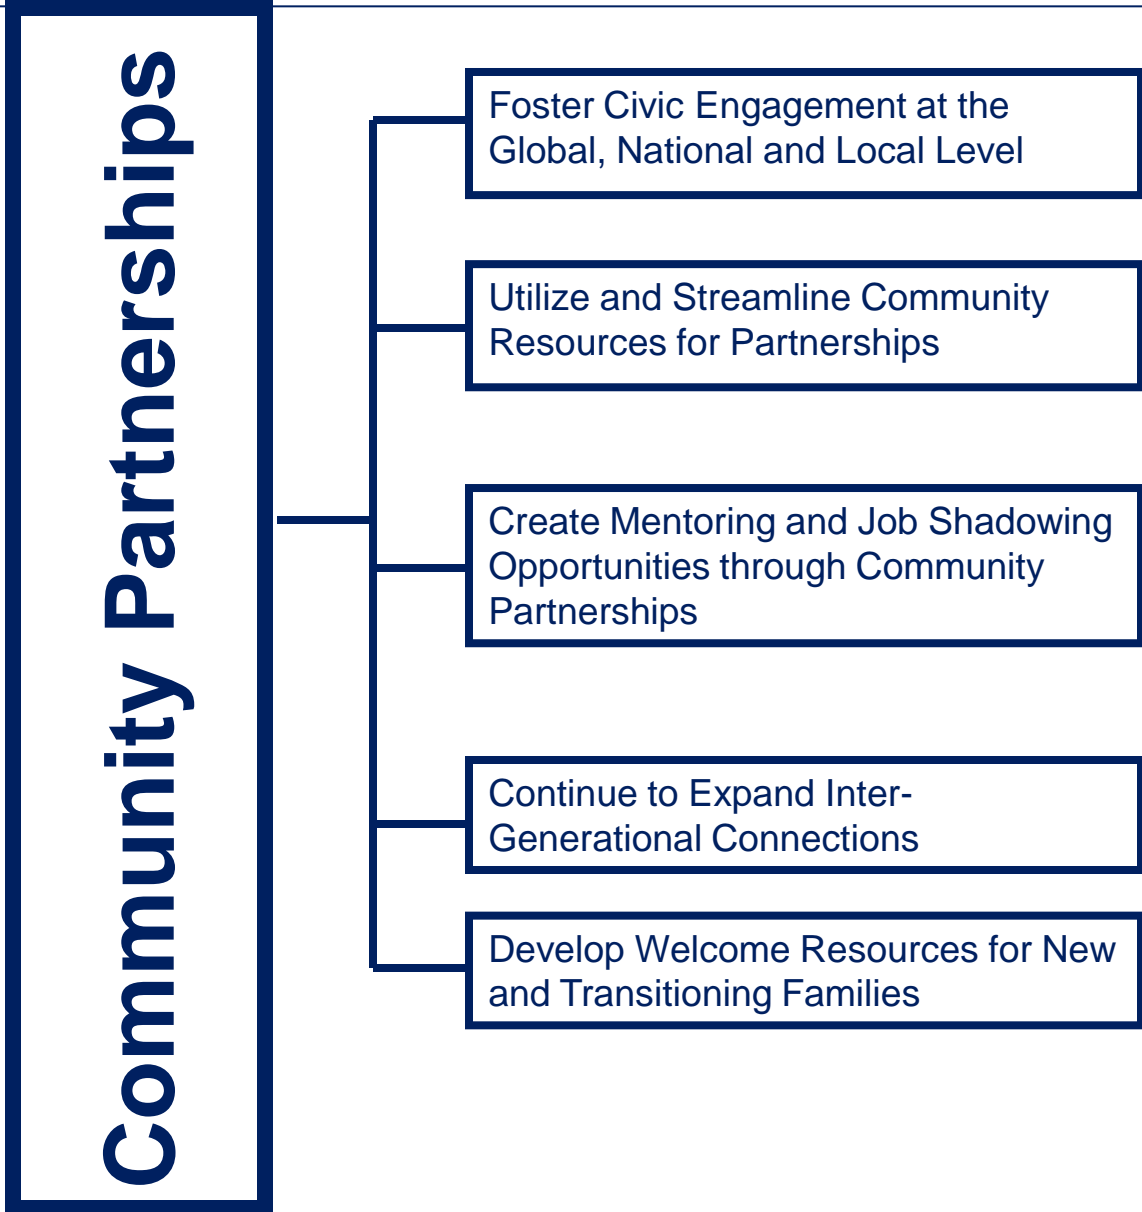 Community Partnerships
Foster Civic Engagement at the
Global, National and Local Level
Utilize and Streamline Community
Resources for Partnerships
Create Mentoring and Job Shadowing
Opportunities through Community
Partnerships
Continue to Expand Inter-
Generational Connections
Develop Welcome Resources for New
and Transitioning Families